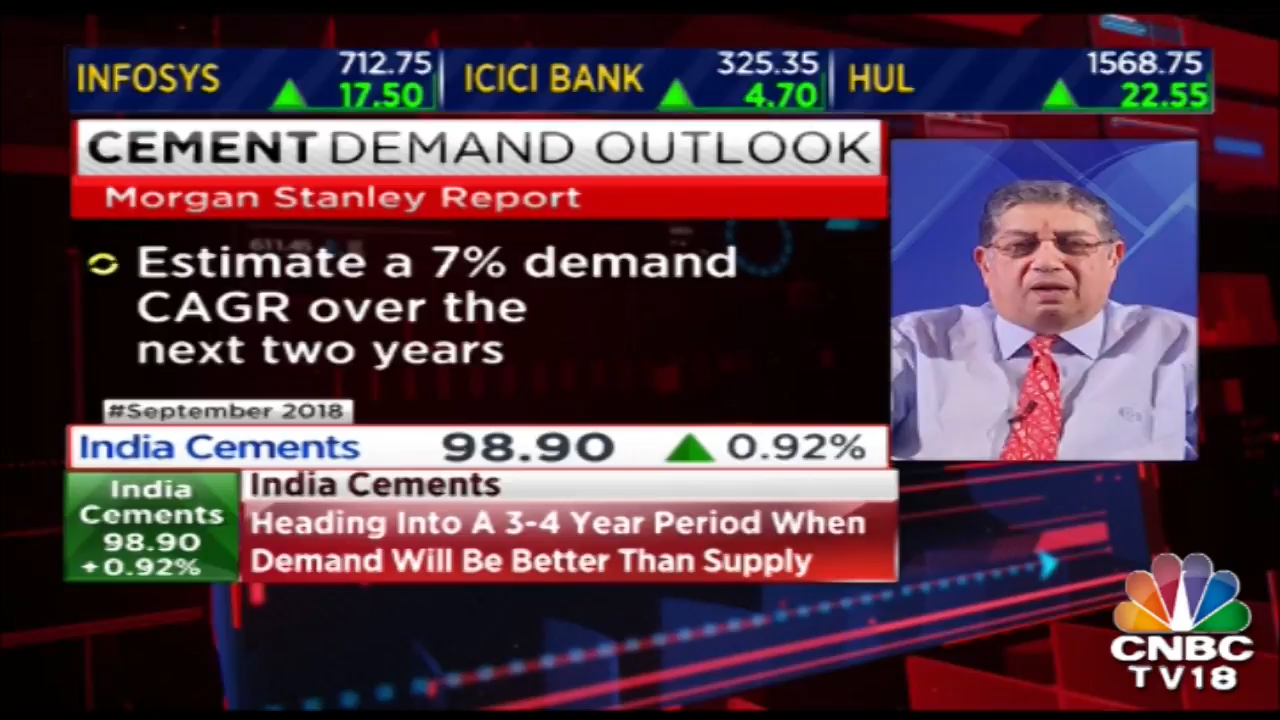 INFOSYS 712.75 ▲ 17.50
ICICI BANK 325.35 ▲ 4.70
HUL 1568.75 ▲ 22.55
CEMENT DEMAND OUTLOOK
Morgan Stanley Report
Estimate a 7% demand
CAGR over the
next two years
#September 2018
India Cements 98.90 ▲ 0.92%
India
Cements
98.90
+0.92%
India Cements
Heading Into A 3-4 Year Period When
Demand Will Be Better Than Supply
CNBC
TV18